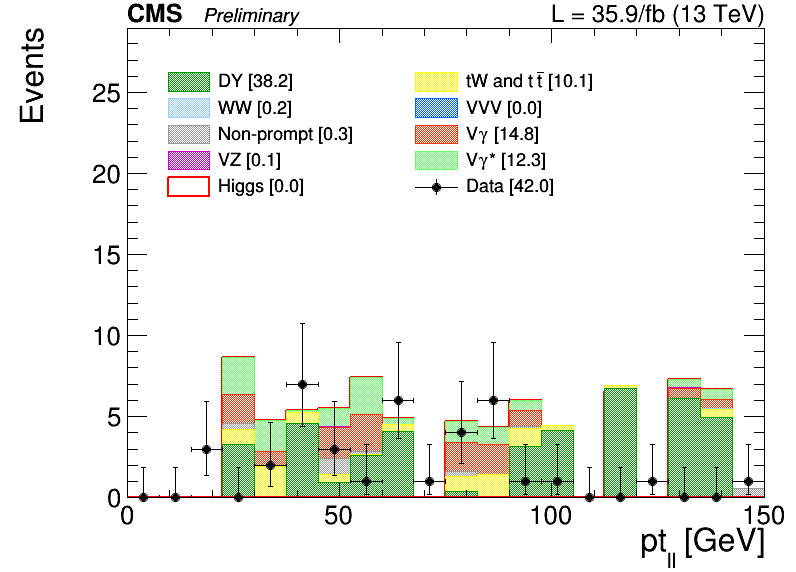 CMS Preliminary L = 35.9/fb (13 TeV)
Events
DY [38.2]
WW [0.2]
Non-prompt [0.3]
VZ [0.1]
Higgs [0.0]
tW and tt̅ [10.1]
VVV [0.0]
Vγ [14.8]
Vγ* [12.3]
Data [42.0]
25
20
15
10
5
0
0 50 100 150
pt_ll [GeV]